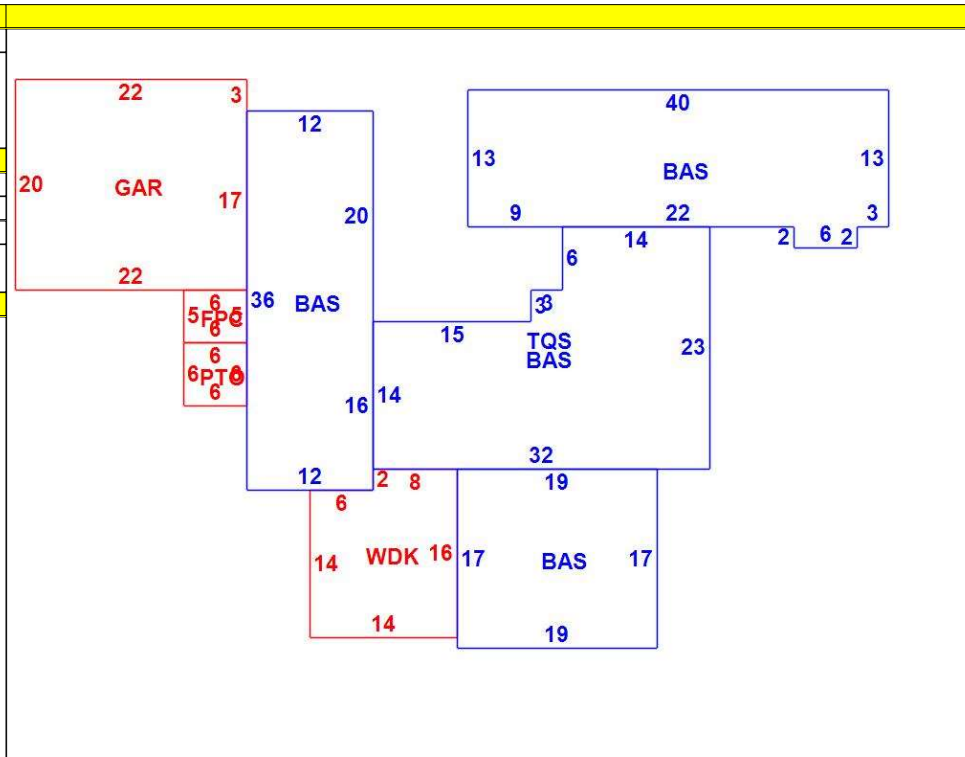 22 3
40
12
13 BAS 13
20 GAR 17
20
9 22 3
14 2 6 2
22
6
36 BAS
6
5 FPC 5
6
3 3
15
TQS
BAS
23
6
6 PTO 6
6
16 14
32
12 2 8 19
6
14 WDK 16 17 BAS 17
14 19